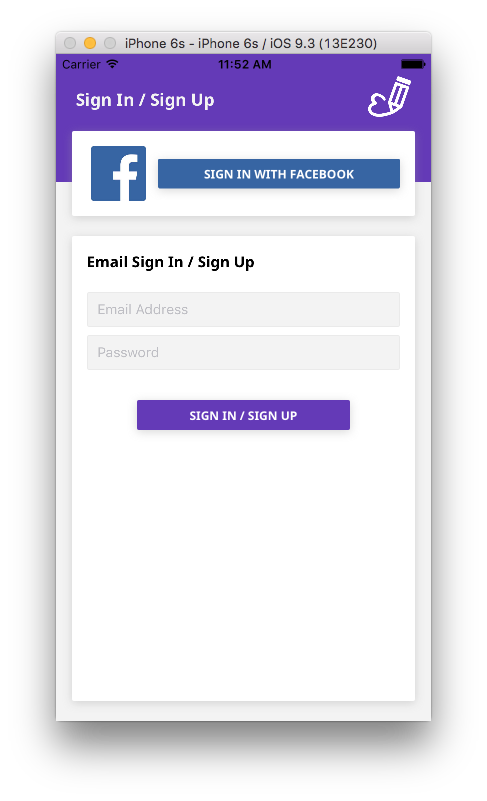 iPhone 6s - iPhone 6s / iOS 9.3 (13E230)
Carrier 11:52 AM
Sign In / Sign Up
SIGN IN WITH FACEBOOK
Email Sign In / Sign Up
Email Address
Password
SIGN IN / SIGN UP